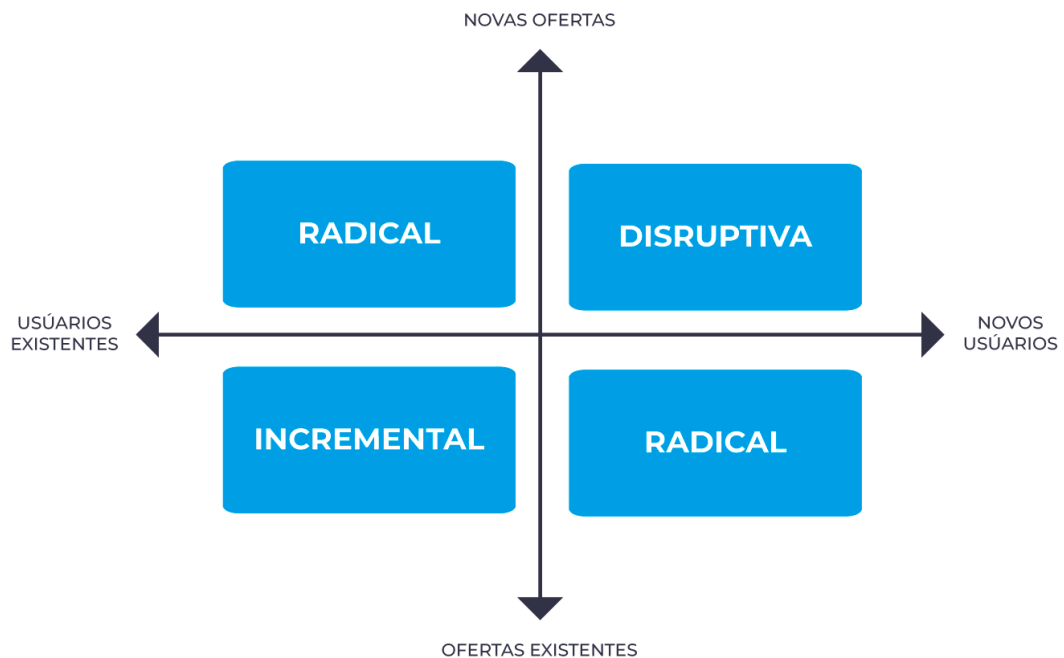 NOVAS OFERTAS
RADICAL
DISRUPTIVA
USÚARIOS
EXISTENTES
NOVOS
USÚARIOS
INCREMENTAL
RADICAL
OFERTAS EXISTENTES